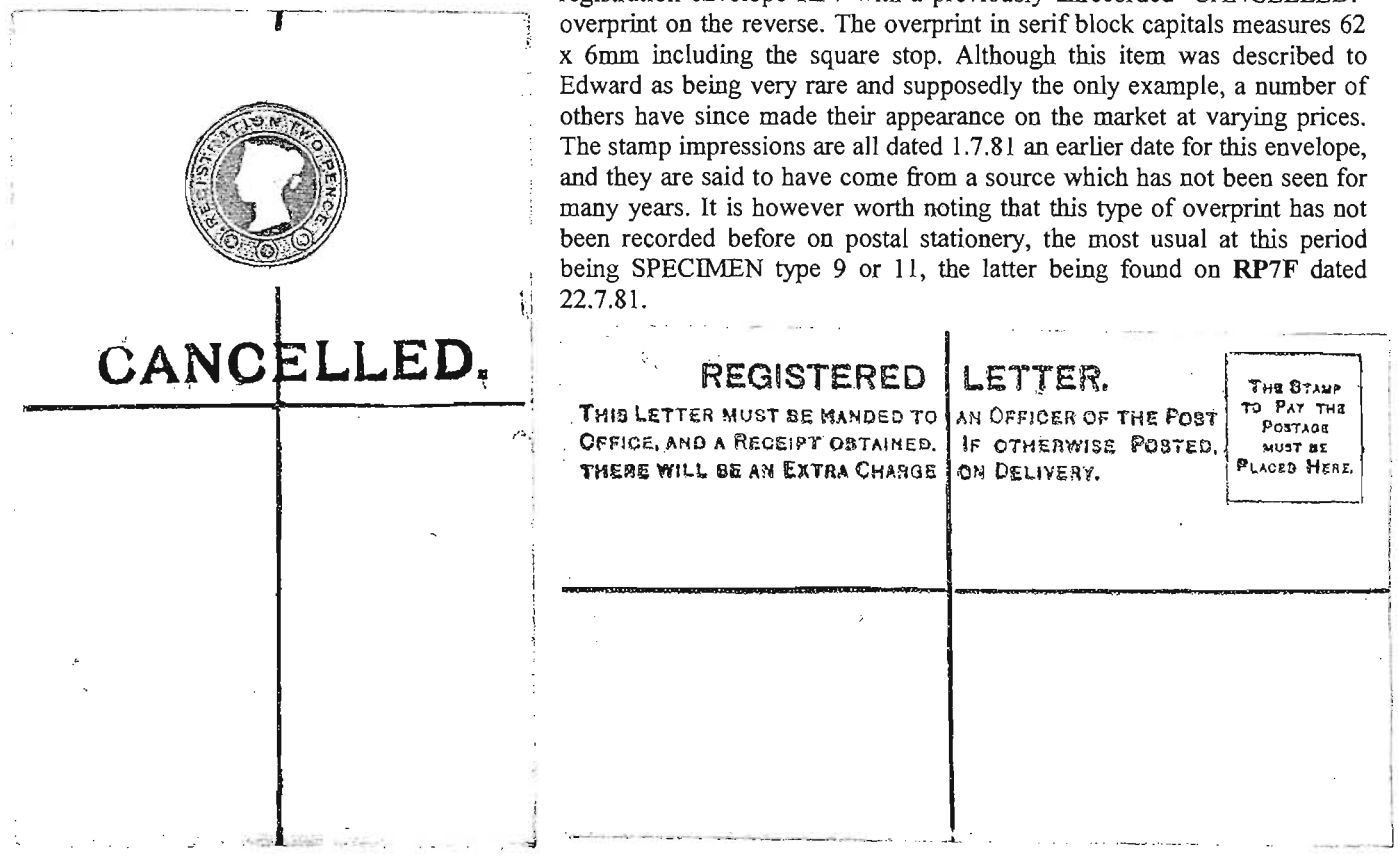 overprint on the reverse. The overprint in serif block capitals measures 62
x 6mm including the square stop. Although this item was described to
Edward as being very rare and supposedly the only example, a number of
others have since made their appearance on the market at varying prices.
The stamp impressions are all dated 1.7.81 an earlier date for this envelope,
and they are said to have come from a source which has not been seen for
many years. It is however worth noting that this type of overprint has not
been recorded before on postal stationery, the most usual at this period
being SPECIMEN type 9 or 11, the latter being found on RP7F dated
22.7.81.
REGISTRATION TWO PENCE
CANCELLED.
REGISTERED LETTER.
THIS LETTER MUST BE HANDED TO AN OFFICER OF THE POST
OFFICE, AND A RECEIPT OBTAINED. IF OTHERWISE POSTED,
THERE WILL BE AN EXTRA CHARGE ON DELIVERY.
THE STAMP
TO PAY THE
POSTAGE
MUST BE
PLACED HERE.